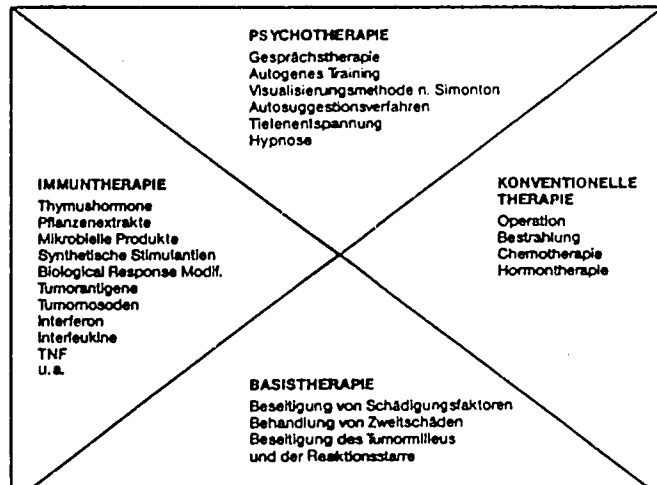 PSYCHOTHERAPIE
Gesprächstherapie
Autogenes Training
Visualisierungsmethode n. Simonton
Autosuggestionsverfahren
Tiefenentspannung
Hypnose
IMMUNTHERAPIE
Thymushormone
Pflanzenextrakte
Mikrobielle Produkte
Synthetische Stimulantien
Biological Response Modif.
Tumorantigene
Tumornosoden
Interferon
Interleukine
TNF
u. a.
KONVENTIONELLE
THERAPIE
Operation
Bestrahlung
Chemotherapie
Hormontherapie
BASISTHERAPIE
Beseitigung von Schädigungsfaktoren
Behandlung von Zweitschäden
Beseitigung des Tumormilieus
und der Reaktionsstarre